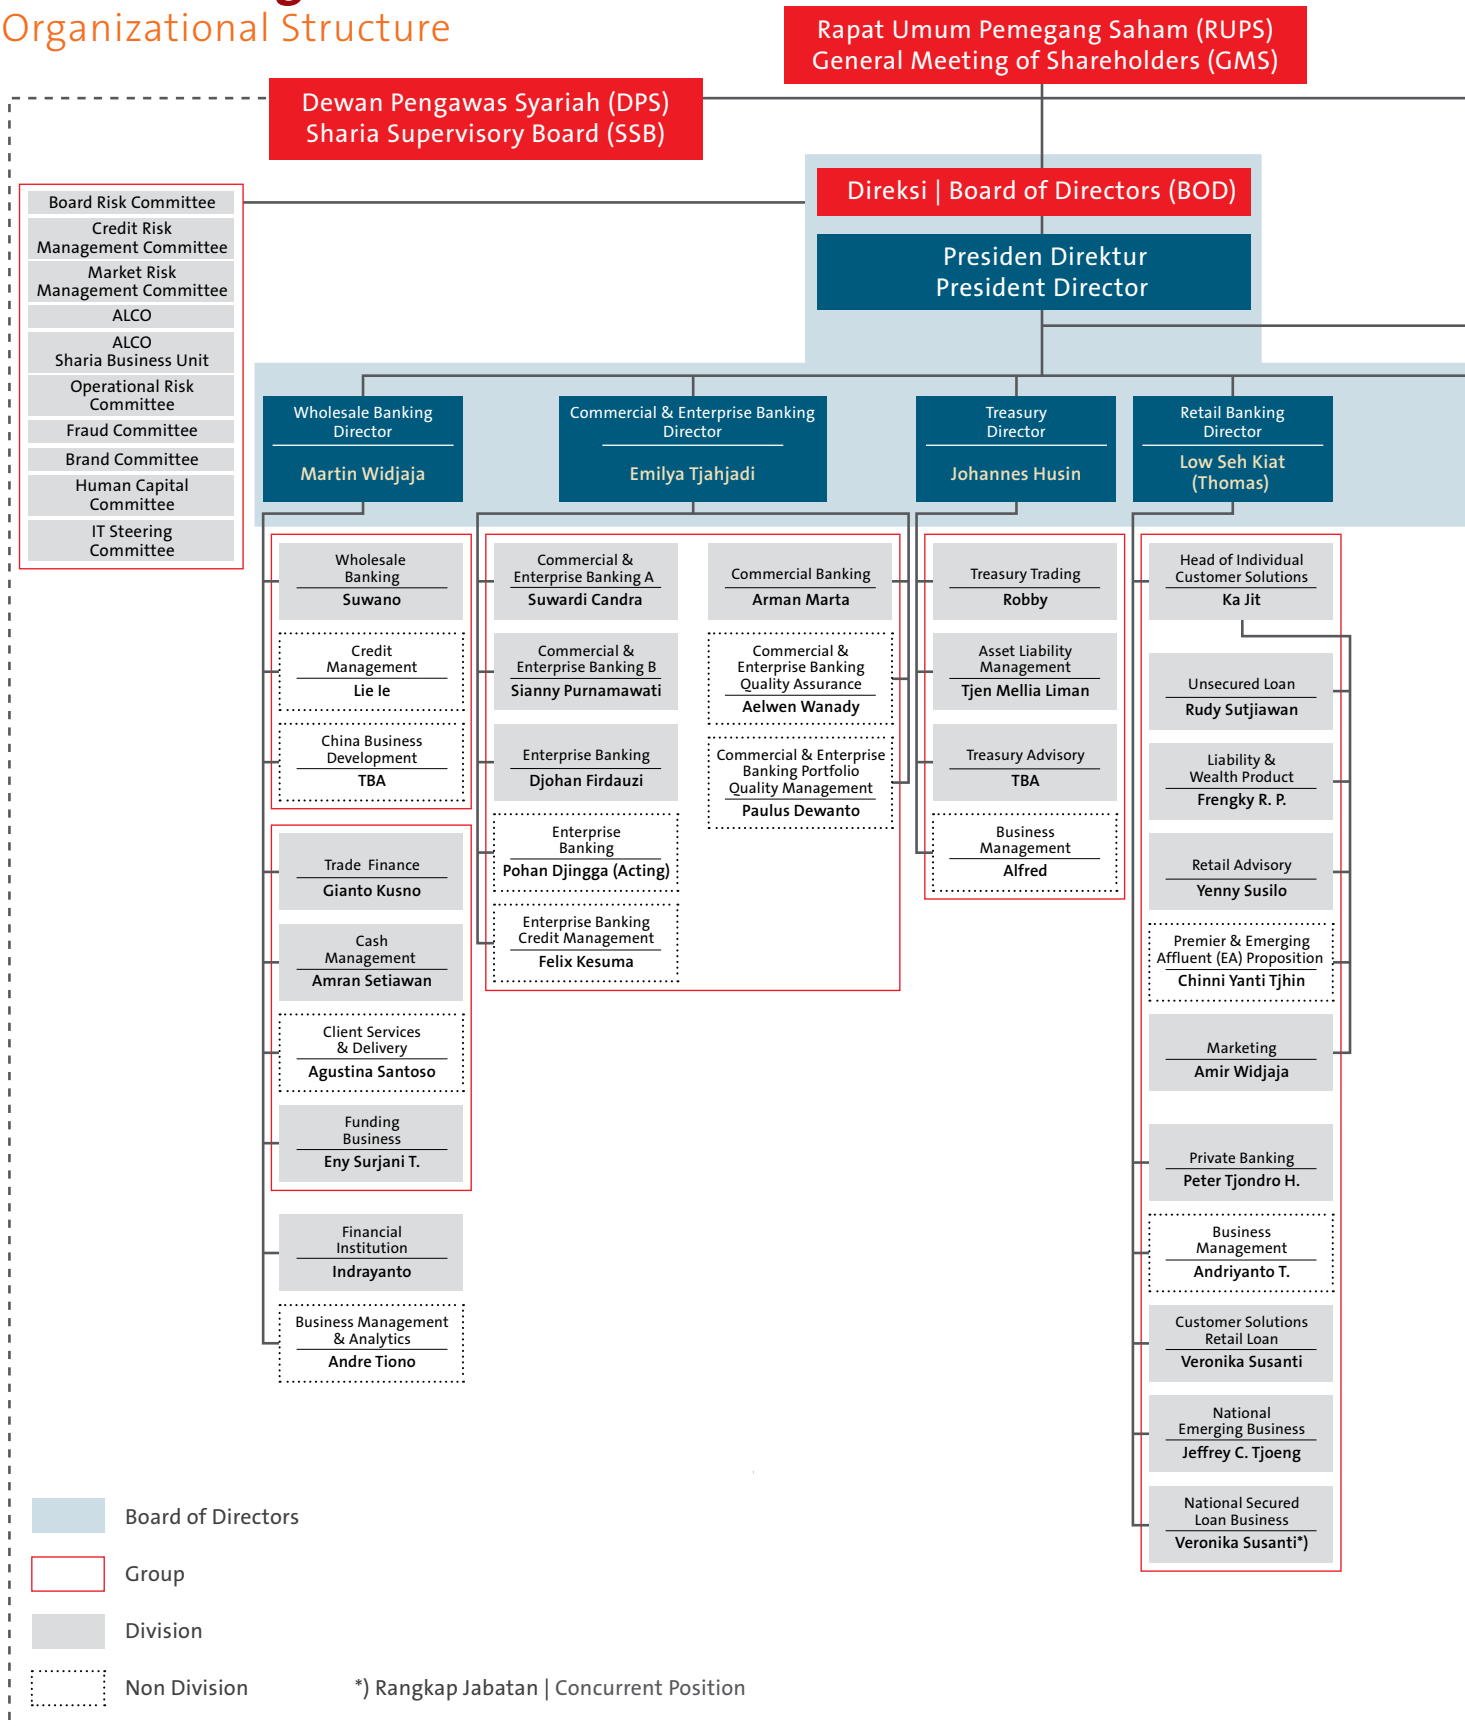 Organizational Structure
Rapat Umum Pemegang Saham (RUPS)
General Meeting of Shareholders (GMS)
Dewan Pengawas Syariah (DPS)
Sharia Supervisory Board (SSB)
Direksi | Board of Directors (BOD)
Presiden Direktur
President Director
Board Risk Committee
Credit Risk
Management Committee
Market Risk
Management Committee
ALCO
ALCO
Sharia Business Unit
Operational Risk
Committee
Fraud Committee
Brand Committee
Human Capital
Committee
IT Steering
Committee
Wholesale Banking
Director
Martin Widjaja
Wholesale
Banking
Suwano
Credit
Management
Lie Ie
China Business
Development
TBA
Trade Finance
Gianto Kusno
Cash
Management
Amran Setiawan
Client Services
& Delivery
Agustina Santoso
Funding
Business
Eny Surjani T.
Financial
Institution
Indrayanto
Business Management
& Analytics
Andre Tiono
Commercial & Enterprise Banking
Director
Emilya Tjahjadi
Commercial &
Enterprise Banking A
Suwardi Candra
Commercial &
Enterprise Banking B
Sianny Purnamawati
Enterprise Banking
Djohan Firdauzi
Enterprise
Banking
Pohan Djingga (Acting)
Enterprise Banking
Credit Management
Felix Kesuma
Commercial Banking
Arman Marta
Commercial &
Enterprise Banking
Quality Assurance
Aelwen Wanady
Commercial & Enterprise
Banking Portfolio
Quality Management
Paulus Dewanto
Treasury
Director
Johannes Husin
Treasury Trading
Robby
Asset Liability
Management
Tjen Mellia Liman
Treasury Advisory
TBA
Business
Management
Alfred
Retail Banking
Director
Low Seh Kiat
(Thomas)
Head of Individual
Customer Solutions
Ka Jit
Unsecured Loan
Rudy Sutjiawan
Liability &
Wealth Product
Frengky R. P.
Retail Advisory
Yenny Susilo
Premier & Emerging
Affluent (EA) Proposition
Chinni Yanti Tjhin
Marketing
Amir Widjaja
Private Banking
Peter Tjondro H.
Business
Management
Andriyanto T.
Customer Solutions
Retail Loan
Veronika Susanti
National
Emerging Business
Jeffrey C. Tjoeng
National Secured
Loan Business
Veronika Susanti*)
Board of Directors
Group
Division
Non Division
*) Rangkap Jabatan | Concurrent Position